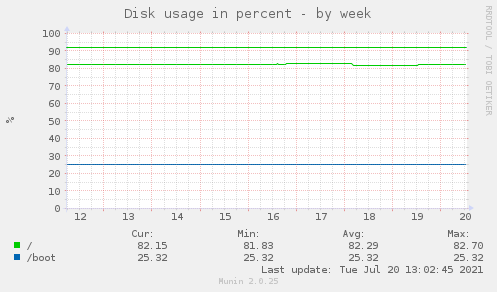 Disk usage in percent - by week
RRDTOOL / TOBI OETIKER
%
100
90
80
70
60
50
40
30
20
10
0
12 13 14 15 16 17 18 19 20
Cur: Min: Avg: Max:
/ 82.15 81.83 82.29 82.70
/boot 25.32 25.32 25.32 25.32
Last update: Tue Jul 20 13:02:45 2021
Munin 2.0.25